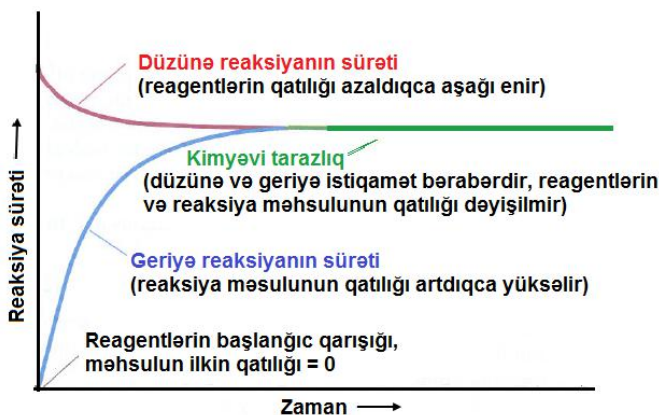 Düzünə reaksiyanın sürəti
(reagentlərin qatılığı azaldıqca aşağı enir)
Kimyəvi tarazlıq
(düzünə və geriyə istiqamət bərabərdir, reagentlərin
və reaksiya məhsulunun qatılığı dəyişilmir)
Geriyə reaksiyanın sürəti
(reaksiya məsulunun qatılığı artdıqca yüksəlir)
Reagentlərin başlanğıc qarışığı,
məhsulun ilkin qatılığı = 0
Reaksiya sürəti
Zaman